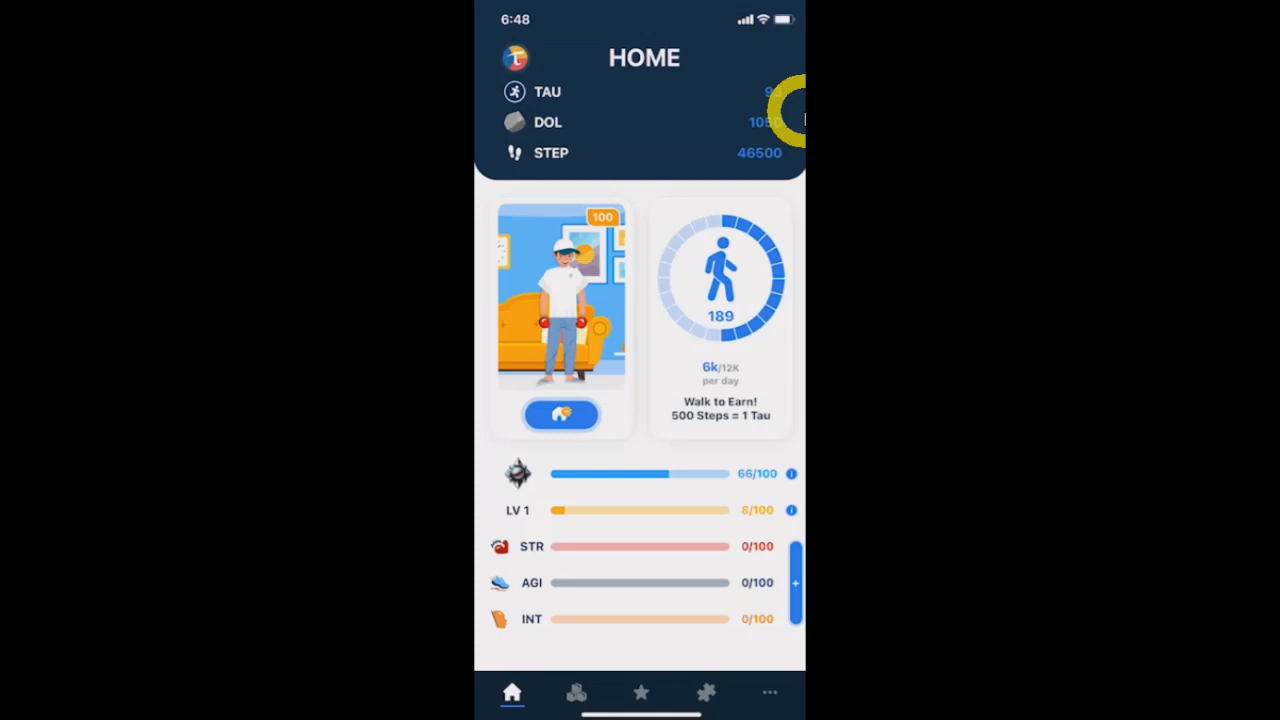 6:48
HOME
TAU
DOL
STEP 46500
100
189
6k/12K
per day
Walk to Earn!
500 Steps = 1 Tau
66/100
LV 1 8/100
STR 0/100
AGI 0/100
INT 0/100